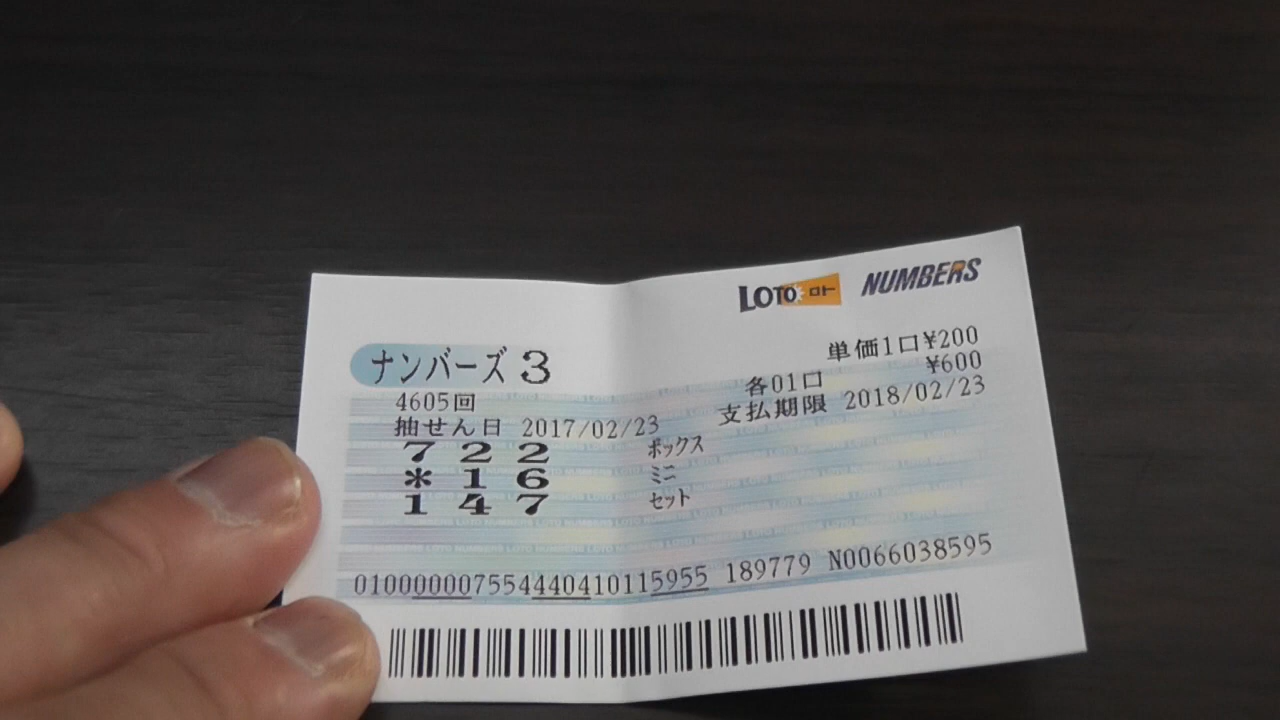 LOTO ロト NUMBERS
ナンバーズ3
単価1口¥200
¥600
4605回
各01口
抽せん日 2017/02/23
支払期限 2018/02/23
7 2 2 ボックス
* 1 6 ミニ
1 4 7 セット
010000007554440410115955 189779 N0066038595